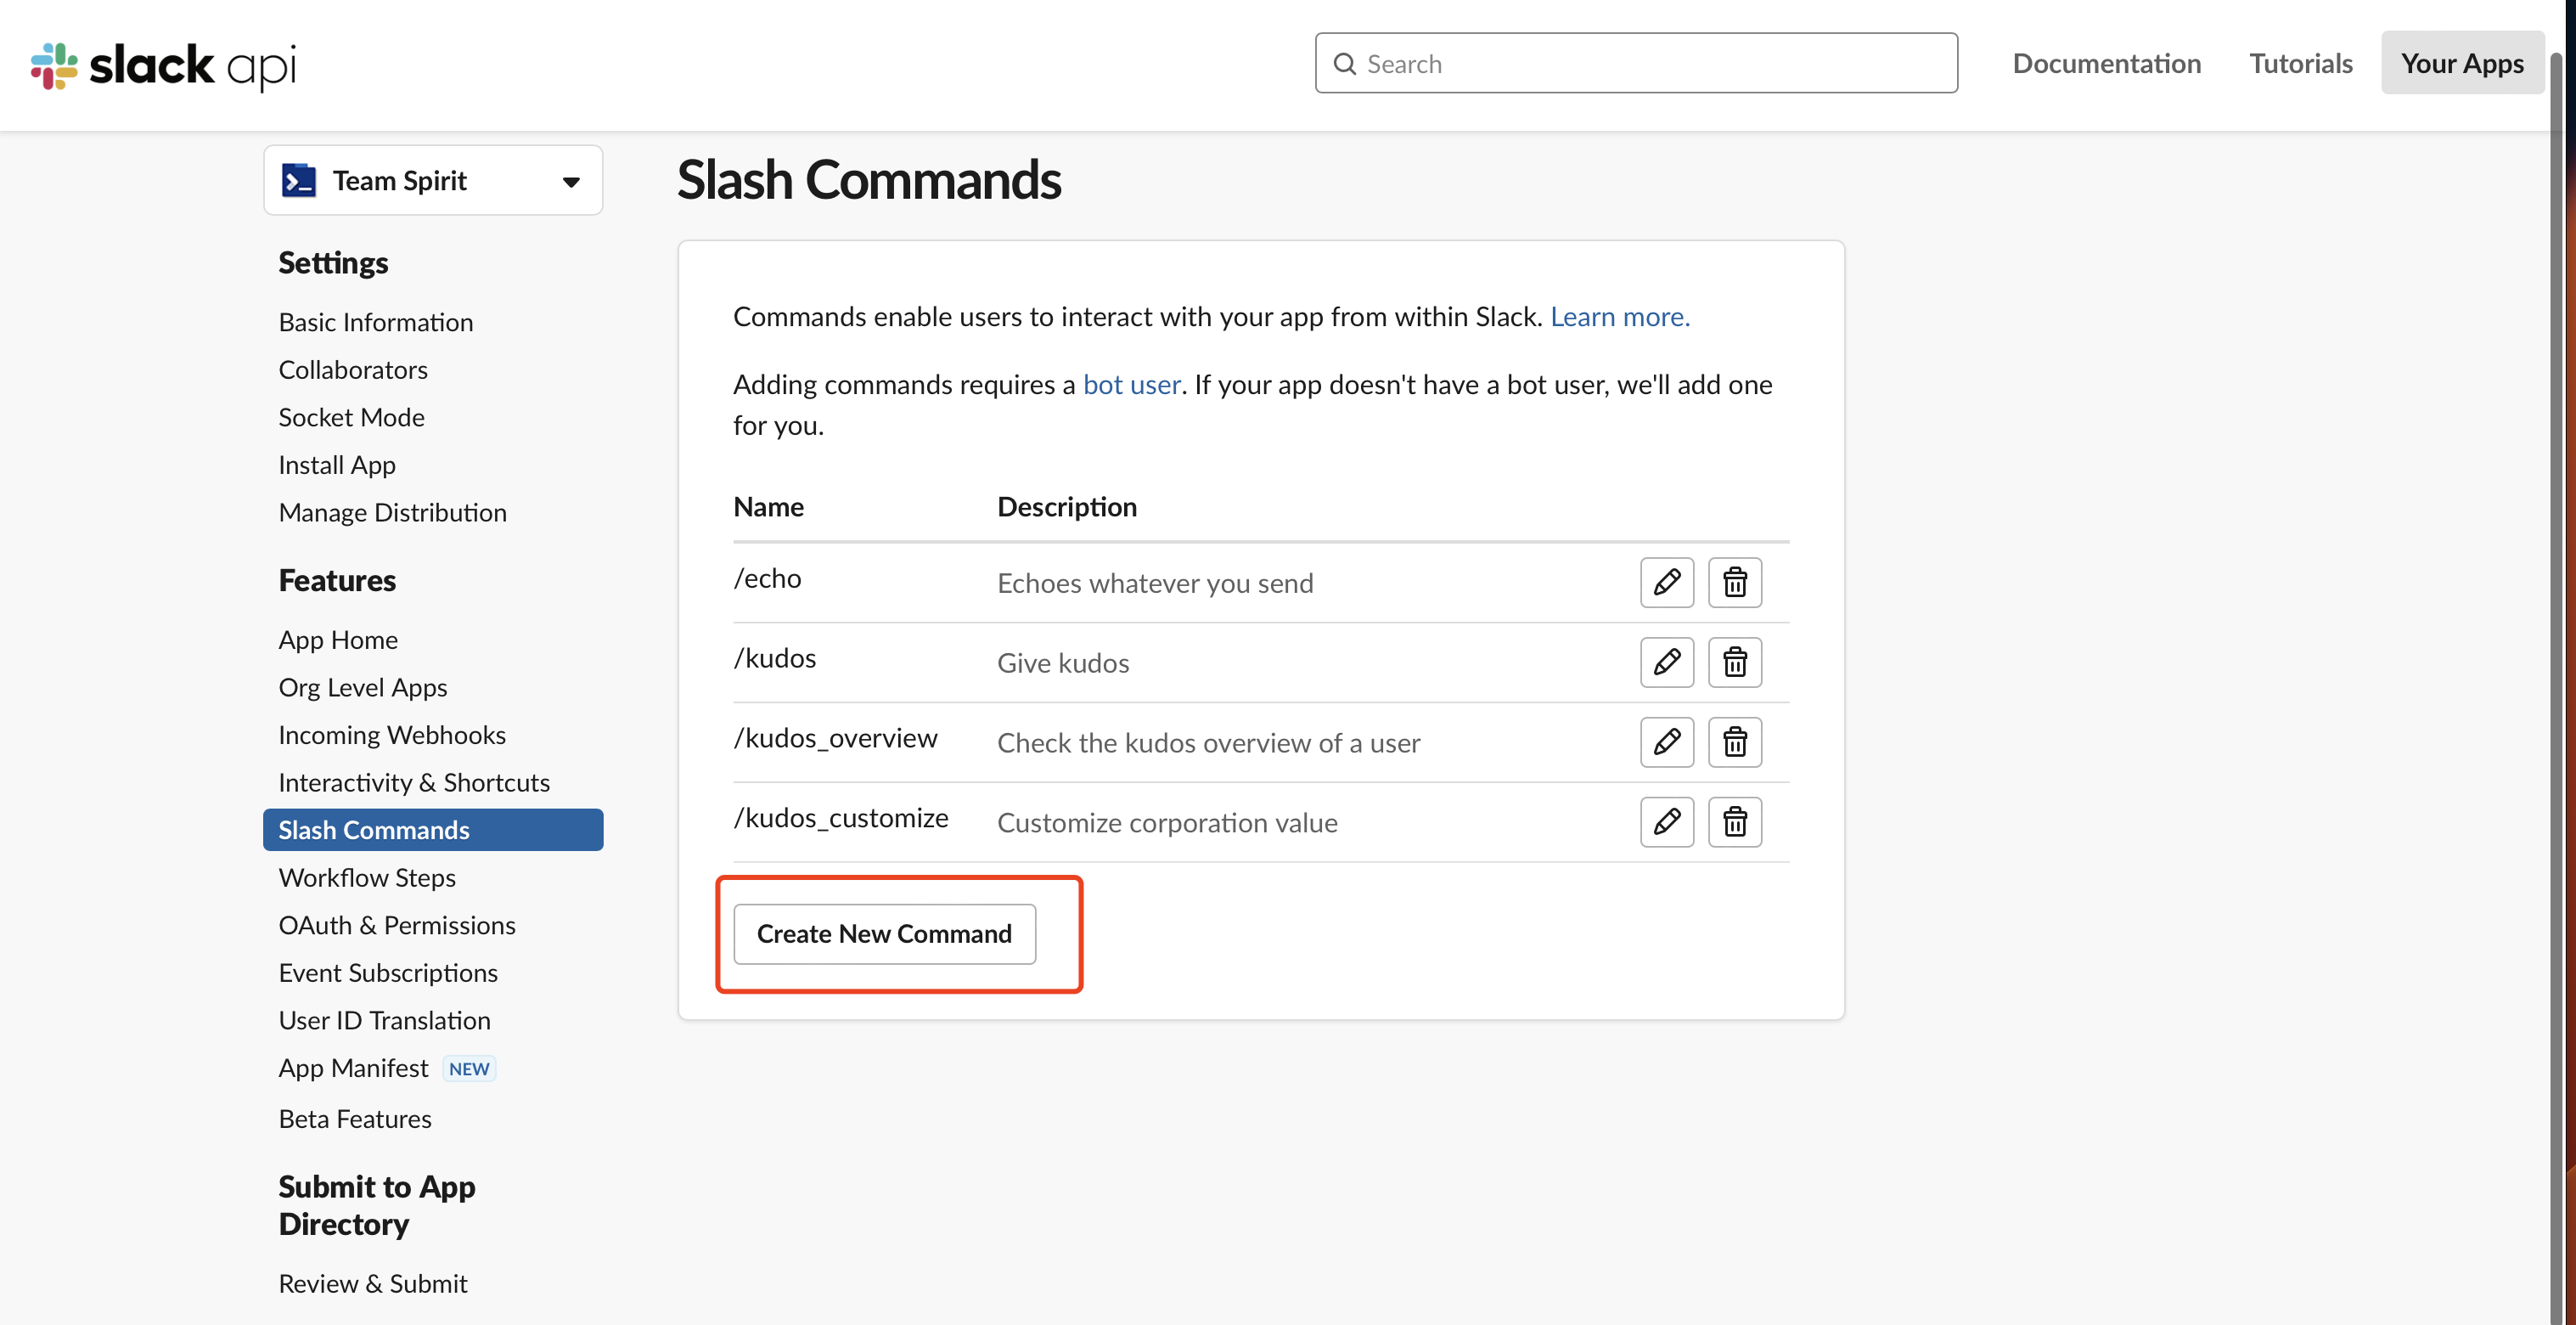 slack api
Search
Documentation
Tutorials
Your Apps
Team Spirit
Settings
Basic Information
Collaborators
Socket Mode
Install App
Manage Distribution
Features
App Home
Org Level Apps
Incoming Webhooks
Interactivity & Shortcuts
Slash Commands
Workflow Steps
OAuth & Permissions
Event Subscriptions
User ID Translation
App Manifest NEW
Beta Features
Submit to App
Directory
Review & Submit
Slash Commands
Commands enable users to interact with your app from within Slack. Learn more.
Adding commands requires a bot user. If your app doesn't have a bot user, we'll add one
for you.
Name Description
/echo Echoes whatever you send
/kudos Give kudos
/kudos_overview Check the kudos overview of a user
/kudos_customize Customize corporation value
Create New Command